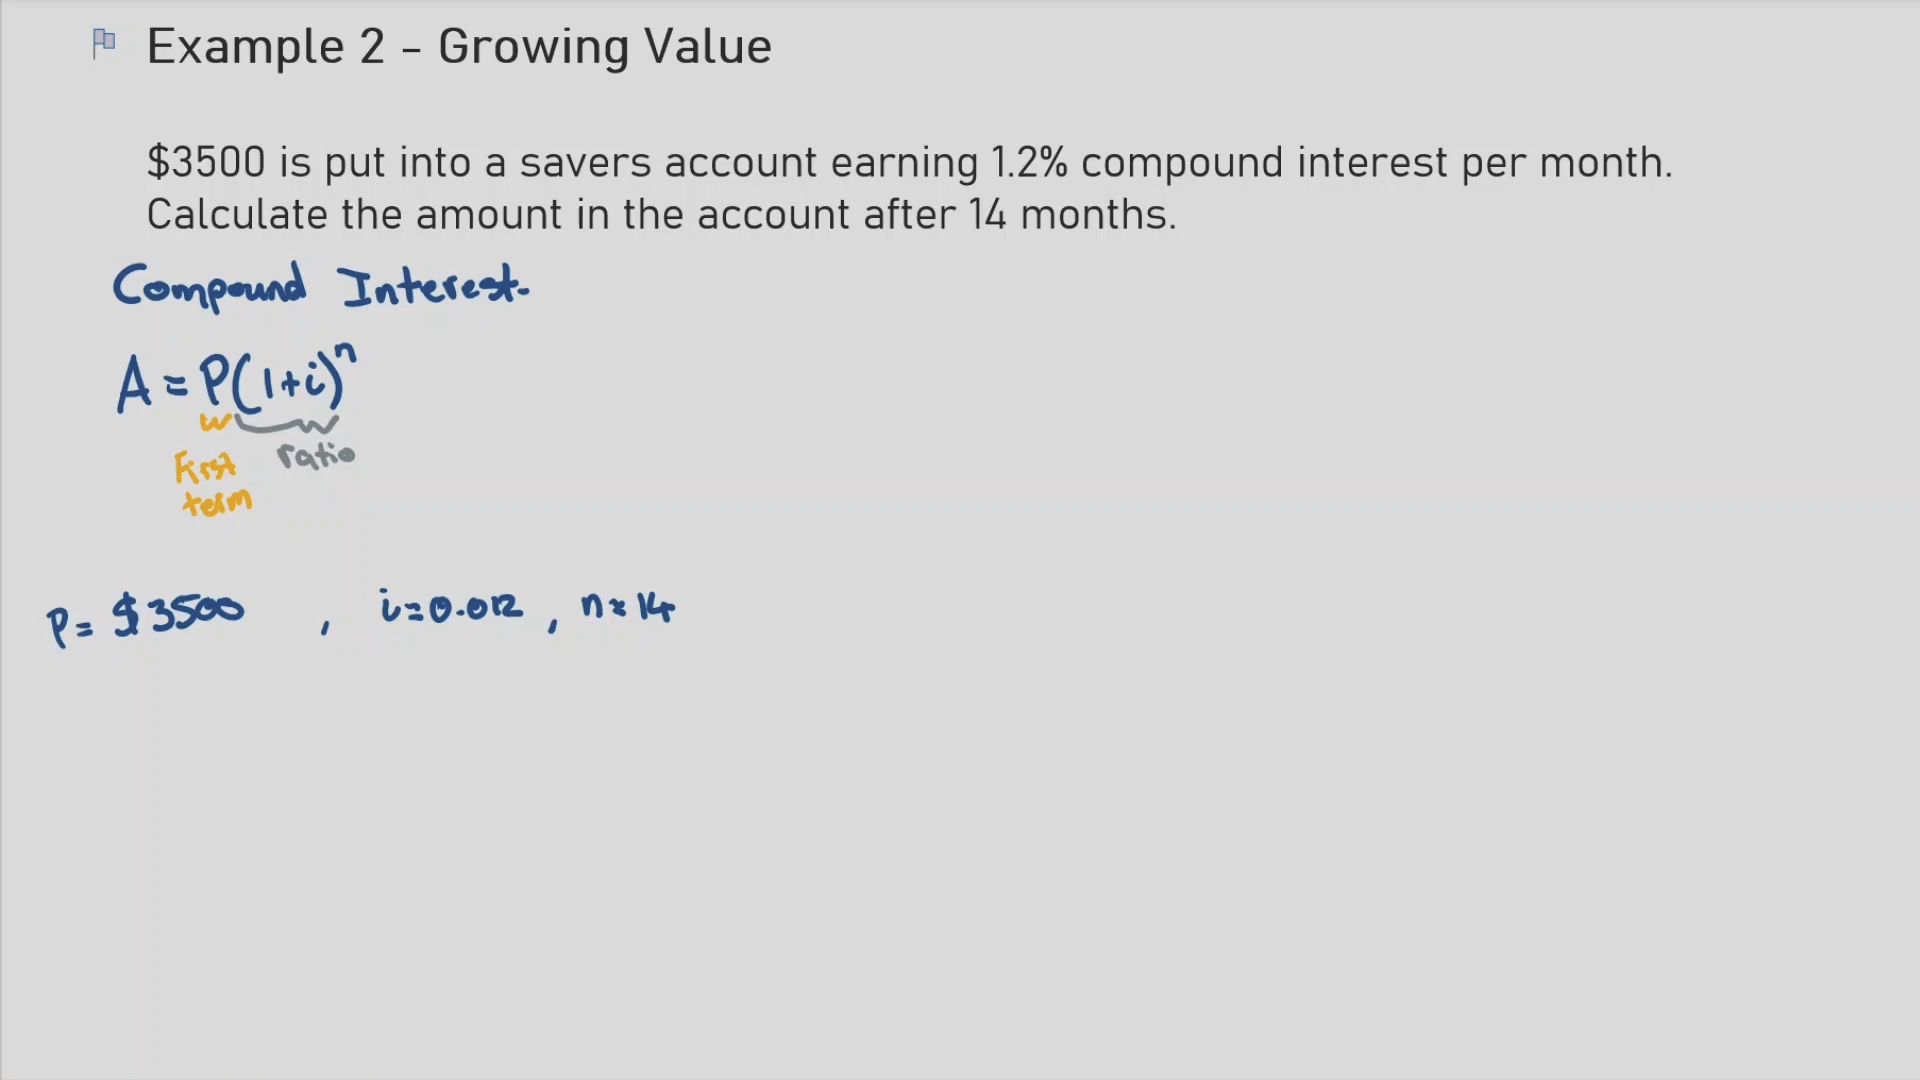 Example 2 - Growing Value
$3500 is put into a savers account earning 1.2% compound interest per month.
Calculate the amount in the account after 14 months.
Compound Interest.
A = P(1+i)ⁿ
First term
ratio
P = $3500 , i = 0.012 , n = 14